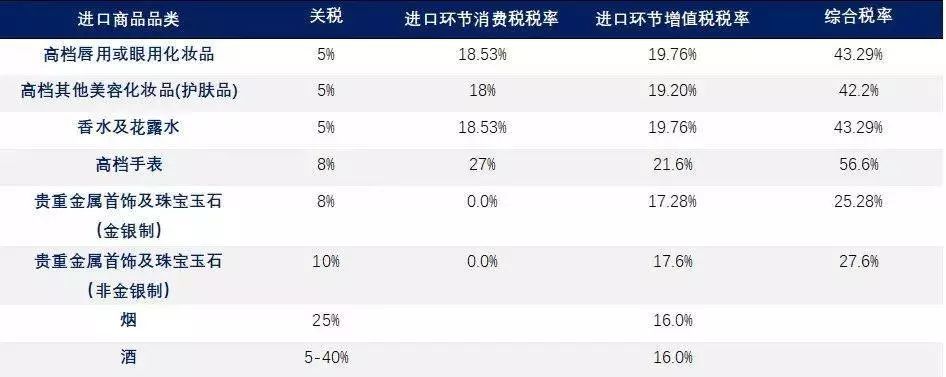 进口商品品类 关税 进口环节消费税税率 进口环节增值税税率 综合税率
高档唇用或眼用化妆品 5% 18.53% 19.76% 43.29%
高档其他美容化妆品(护肤品) 5% 18% 19.20% 42.2%
香水及花露水 5% 18.53% 19.76% 43.29%
高档手表 8% 27% 21.6% 56.6%
贵重金属首饰及珠宝玉石 8% 0.0% 17.28% 25.28%
（金银制）
贵重金属首饰及珠宝玉石 10% 0.0% 17.6% 27.6%
（非金银制）
烟 25% 16.0%
酒 5-40% 16.0%